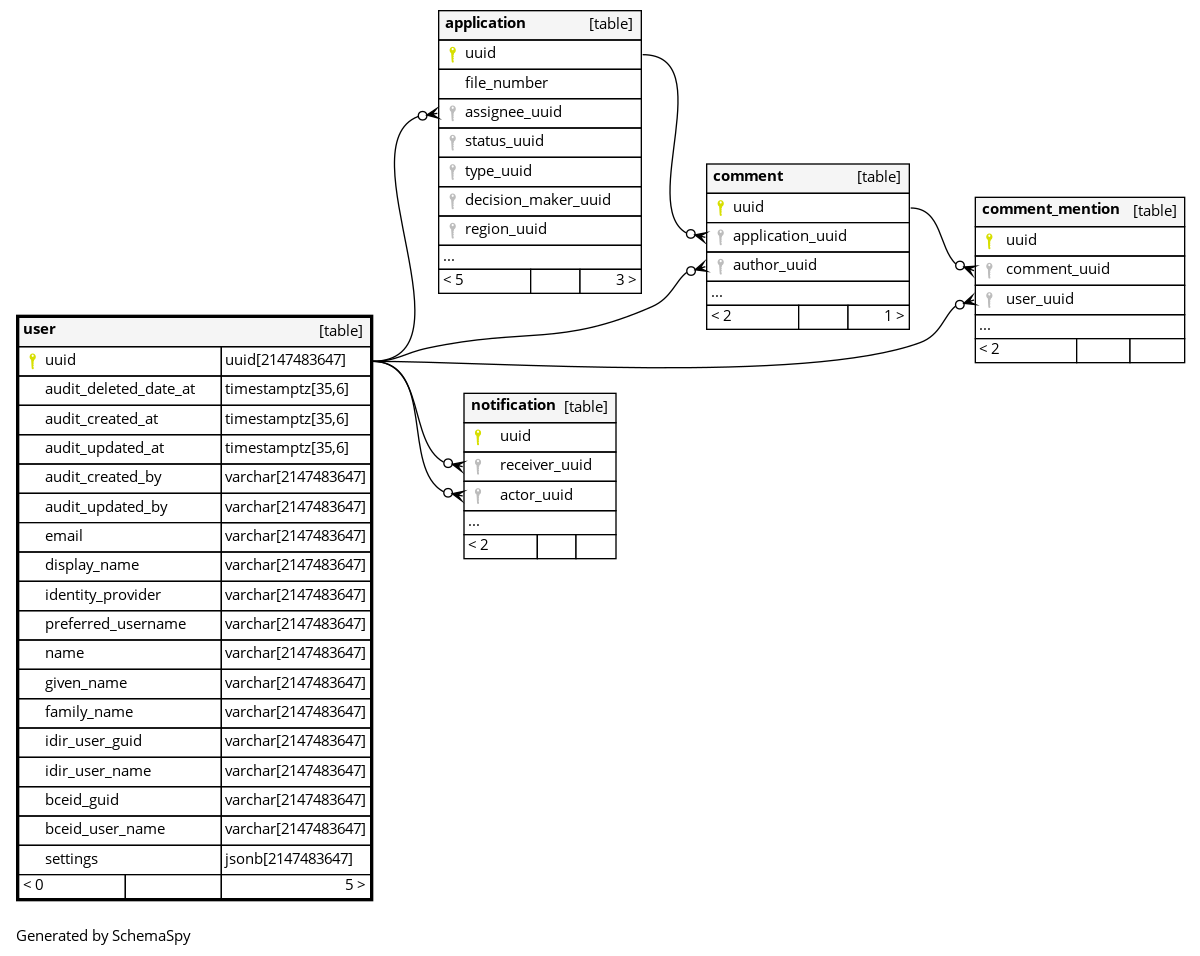 application [table]
uuid
file_number
assignee_uuid
status_uuid
type_uuid
decision_maker_uuid
region_uuid
...
< 5 3 >
comment [table]
uuid
application_uuid
author_uuid
...
< 2 1 >
comment_mention [table]
uuid
comment_uuid
user_uuid
...
< 2
user [table]
uuid uuid[2147483647]
audit_deleted_date_at timestamptz[35,6]
audit_created_at timestamptz[35,6]
audit_updated_at timestamptz[35,6]
audit_created_by varchar[2147483647]
audit_updated_by varchar[2147483647]
email varchar[2147483647]
display_name varchar[2147483647]
identity_provider varchar[2147483647]
preferred_username varchar[2147483647]
name varchar[2147483647]
given_name varchar[2147483647]
family_name varchar[2147483647]
idir_user_guid varchar[2147483647]
idir_user_name varchar[2147483647]
bceid_guid varchar[2147483647]
bceid_user_name varchar[2147483647]
settings jsonb[2147483647]
< 0 5 >
notification [table]
uuid
receiver_uuid
actor_uuid
...
< 2
Generated by SchemaSpy